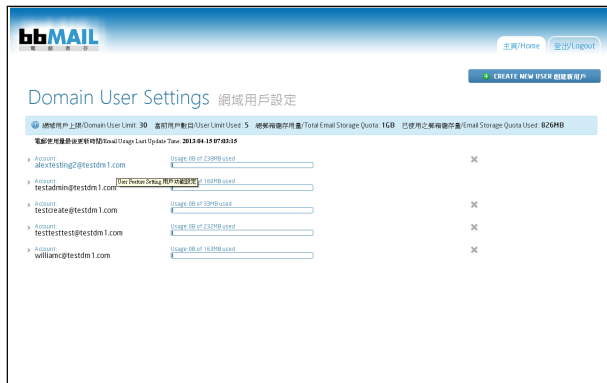 bbMAIL
電 郵 巻 谷
主頁/Home
登出/Logout
CREATE NEW USER 創建新用戶
Domain User Settings 網域用戶設定
網域用戶上限/Domain User Limit: 30 當前用戶數目/User Limit Used: 5 總郵箱儲存用量/Total Email Storage Quota: 1GB 已使用之郵箱儲存量/Email Storage Quota Used: 826MB
電郵使用量最後更新時間/Email Usage Last Update Time: 2013-04-15 07:03:15
Account: Usage: 0B of 238MB used
alextesting2@testdm1.com
Account: of 160MB used
testadmin@testdm1.com
User Feature Setting 用戶功能設定
Account: Usage: 0B of 33MB used
testcreate@testdm1.com
Account: Usage: 0B of 232MB used
testtesttest@testdm1.com
Account: Usage: 0B of 163MB used
williamc@testdm1.com